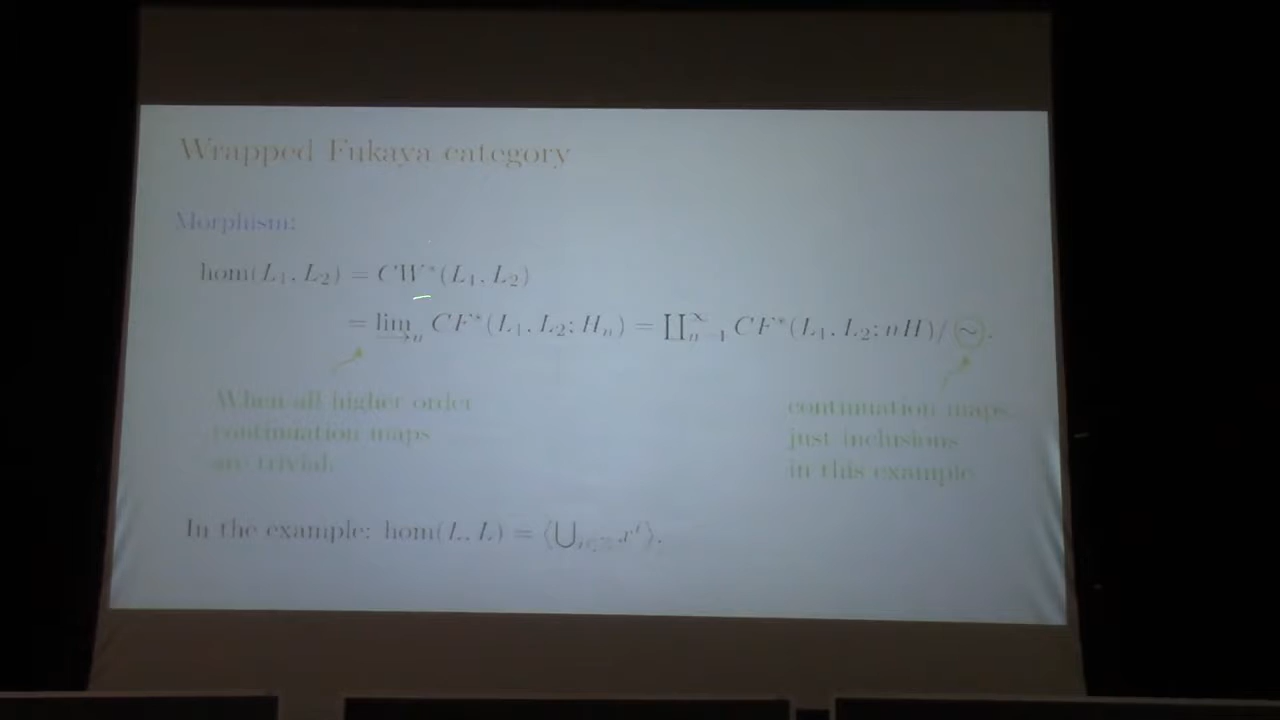 Wrapped Fukaya category
Morphism:
hom(L₁, L₂) = CW*(L₁, L₂)
= lim→ₙ CF*(L₁, L₂; Hₙ) = ∐ₙ₌₁^∞ CF*(L₁, L₂; nH)/∼.
When all higher order
continuation maps
are trivial.
continuation maps,
just inclusions
in this example
In the example: hom(L, L) = ⟨⋃ᵢ∈ℤ xⁱ⟩.